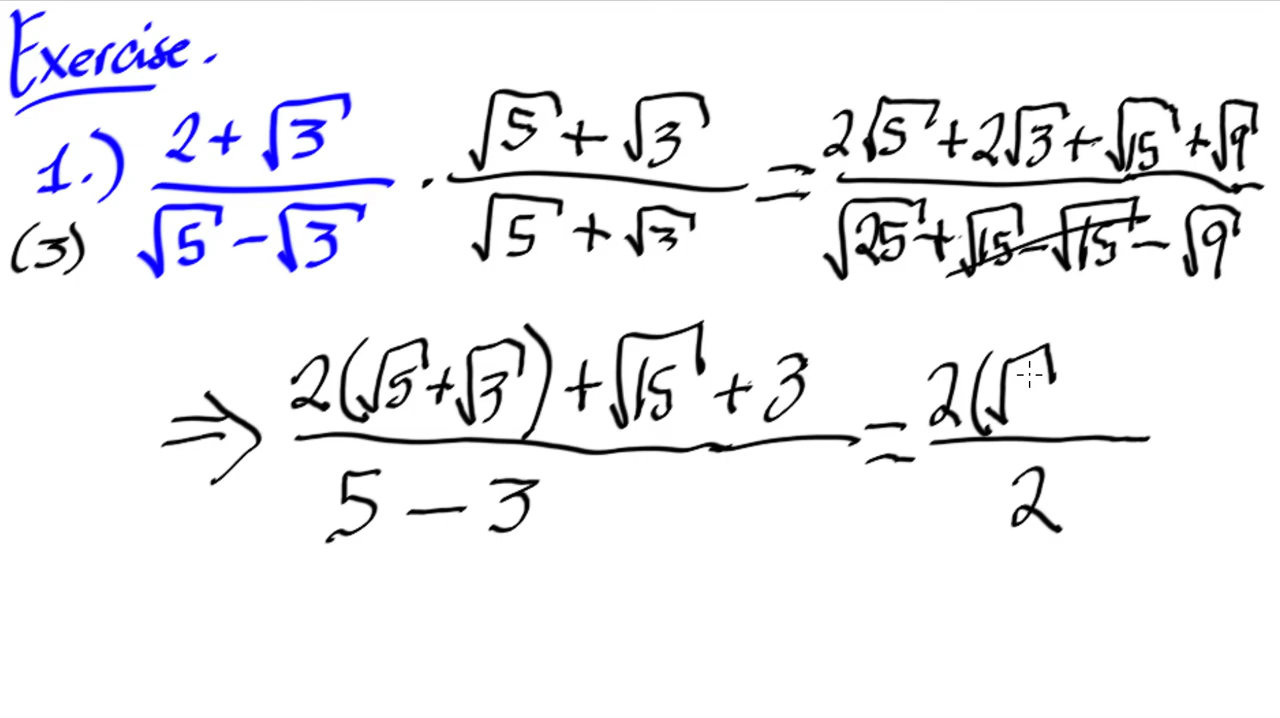 Exercise.
1.) (2 + √3)/(√5 − √3) · (√5 + √3)/(√5 + √3) = (2√5 + 2√3 + √15 + √9)/(√25 + √15 − √15 − √9)
(3)
⇒ (2(√5 + √3) + √15 + 3)/(5 − 3) = (2(√)/2